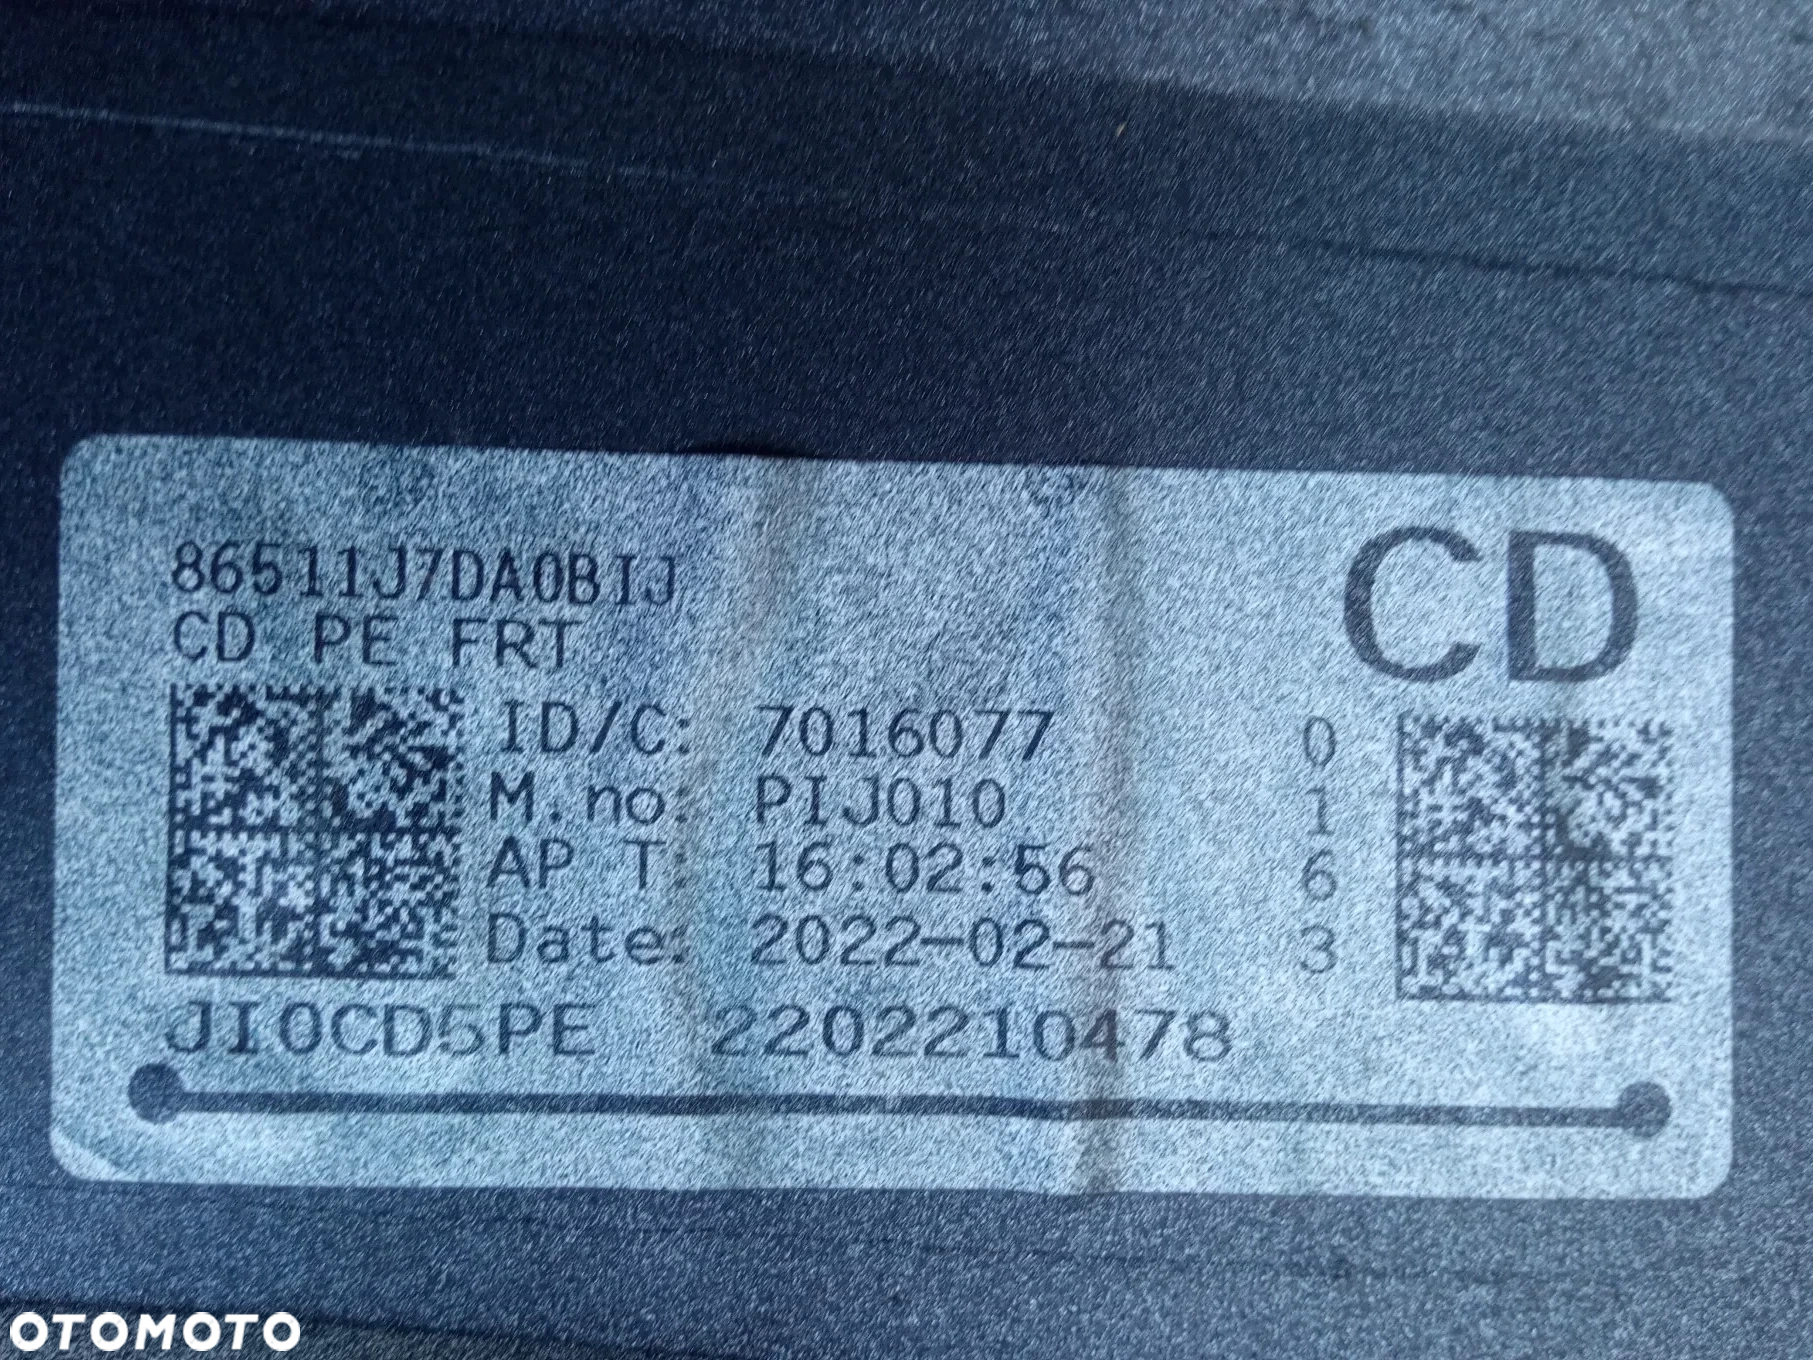 86511J7DA0BIJ
CD PE FRT
CD
ID/C: 7016077
M.no: PIJ010
AP T: 16:02:56
Date: 2022-02-21
0
1
6
3
JI0CD5PE 2202210478
OTOMOTO